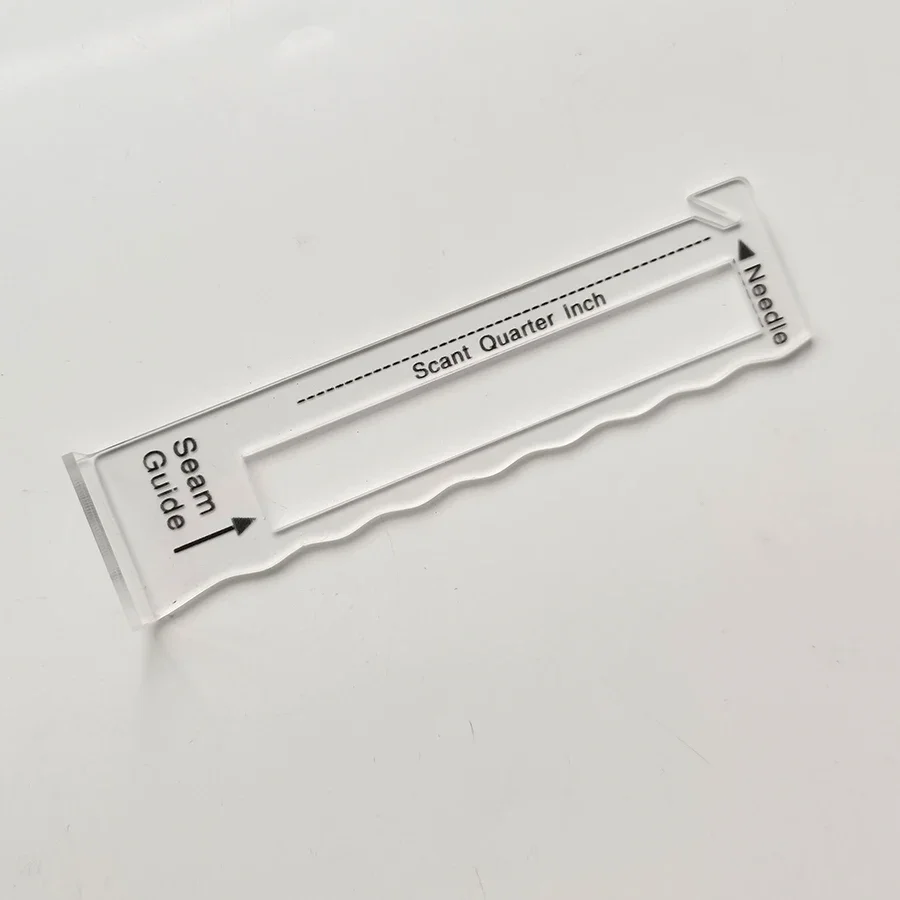 Needle
Scant Quarter Inch
Seam
Guide